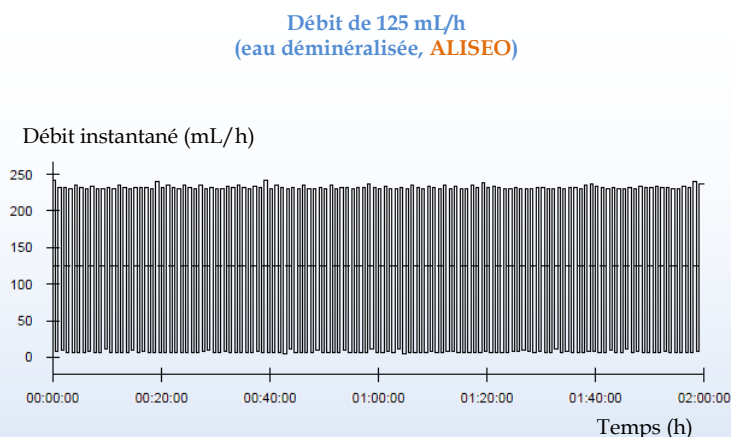 Débit de 125 mL/h
(eau déminéralisée, ALISEO)
Débit instantané (mL/h)
250
200
150
100
50
0
00:00:00 00:20:00 00:40:00 01:00:00 01:20:00 01:40:00 02:00:00
Temps (h)